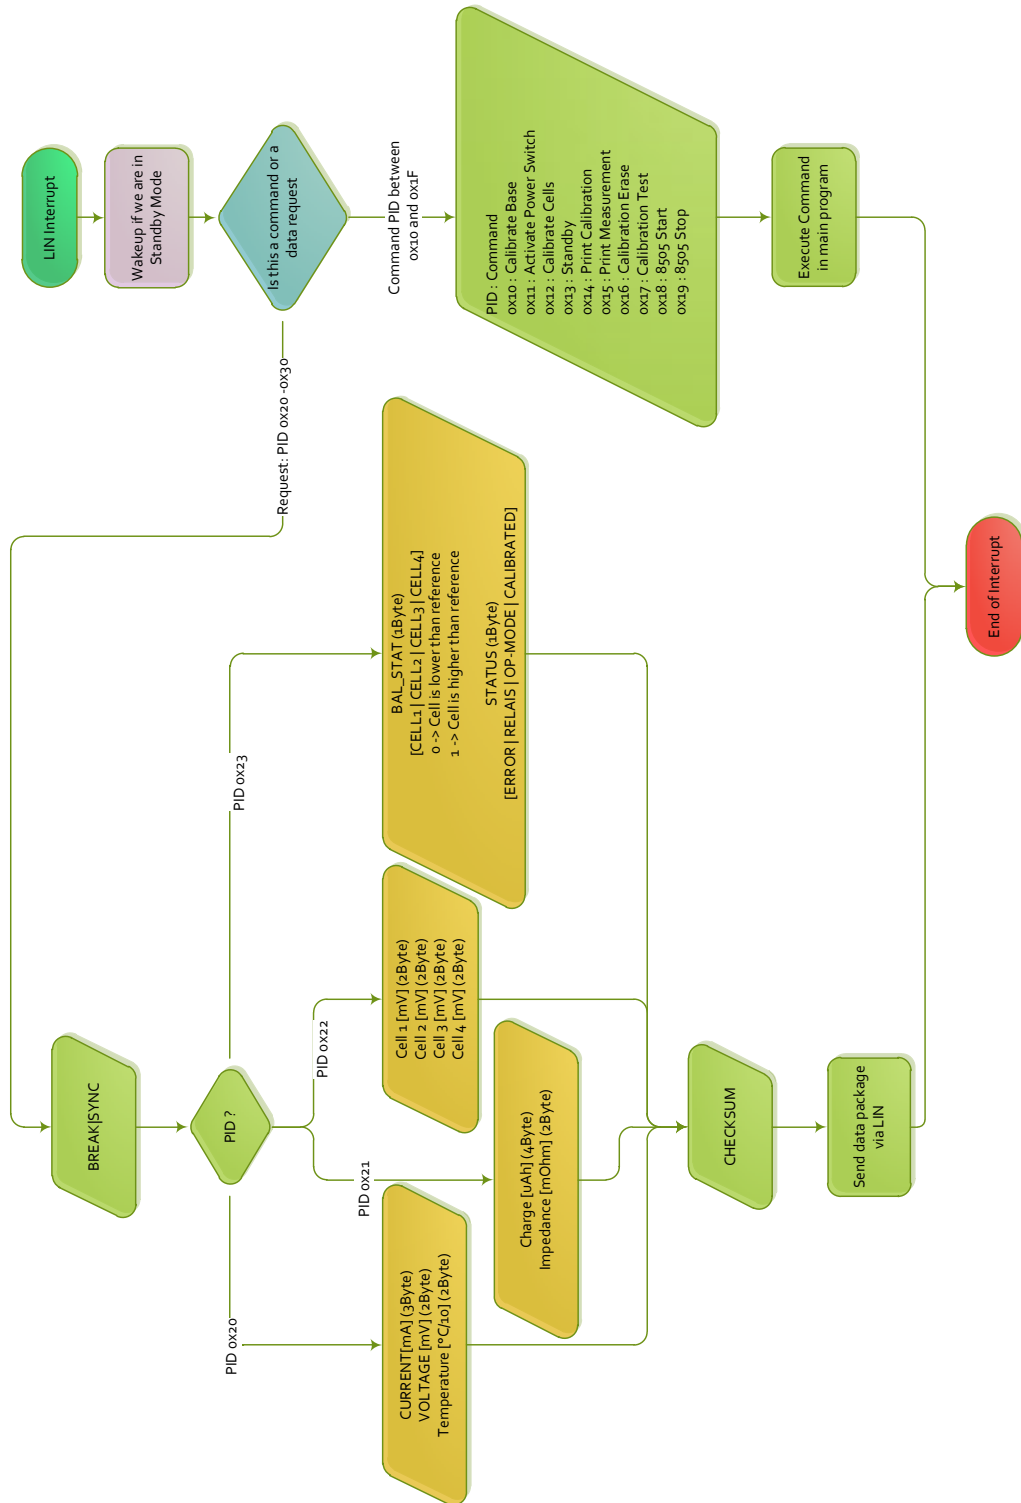 LIN Interrupt
Wakeup if we are in
Standby Mode
Is this a command or a
data request
Request: PID 0x20 -0x30
Command PID between
0x10 and 0x1F
PID : Command
0x10 : Calibrate Base
0x11 : Activate Power Switch
0x12 : Calibrate Cells
0x13 : Standby
0x14 : Print Calibration
0x15 : Print Measurement
0x16 : Calibration Erase
0x17 : Calibration Test
0x18 : 8505 Start
0x19 : 8505 Stop
Execute Command
in main program
BREAK|SYNC
PID ?
PID 0x20
PID 0x21
PID 0x22
PID 0x23
CURRENT[mA] (3Byte)
VOLTAGE [mV] (2Byte)
Temperature [°C/10] (2Byte)
Charge [uAh] (4Byte)
Impedance [mOhm] (2Byte)
Cell 1 [mV] (2Byte)
Cell 2 [mV] (2Byte)
Cell 3 [mV] (2Byte)
Cell 4 [mV] (2Byte)
BAL_STAT (1Byte)
[CELL1 | CELL2 | CELL3 | CELL4]
0 -> Cell is lower than reference
1 -> Cell is higher than reference
STATUS (1Byte)
[ERROR | RELAIS | OP-MODE | CALIBRATED]
CHECKSUM
Send data package
via LIN
End of Interrupt